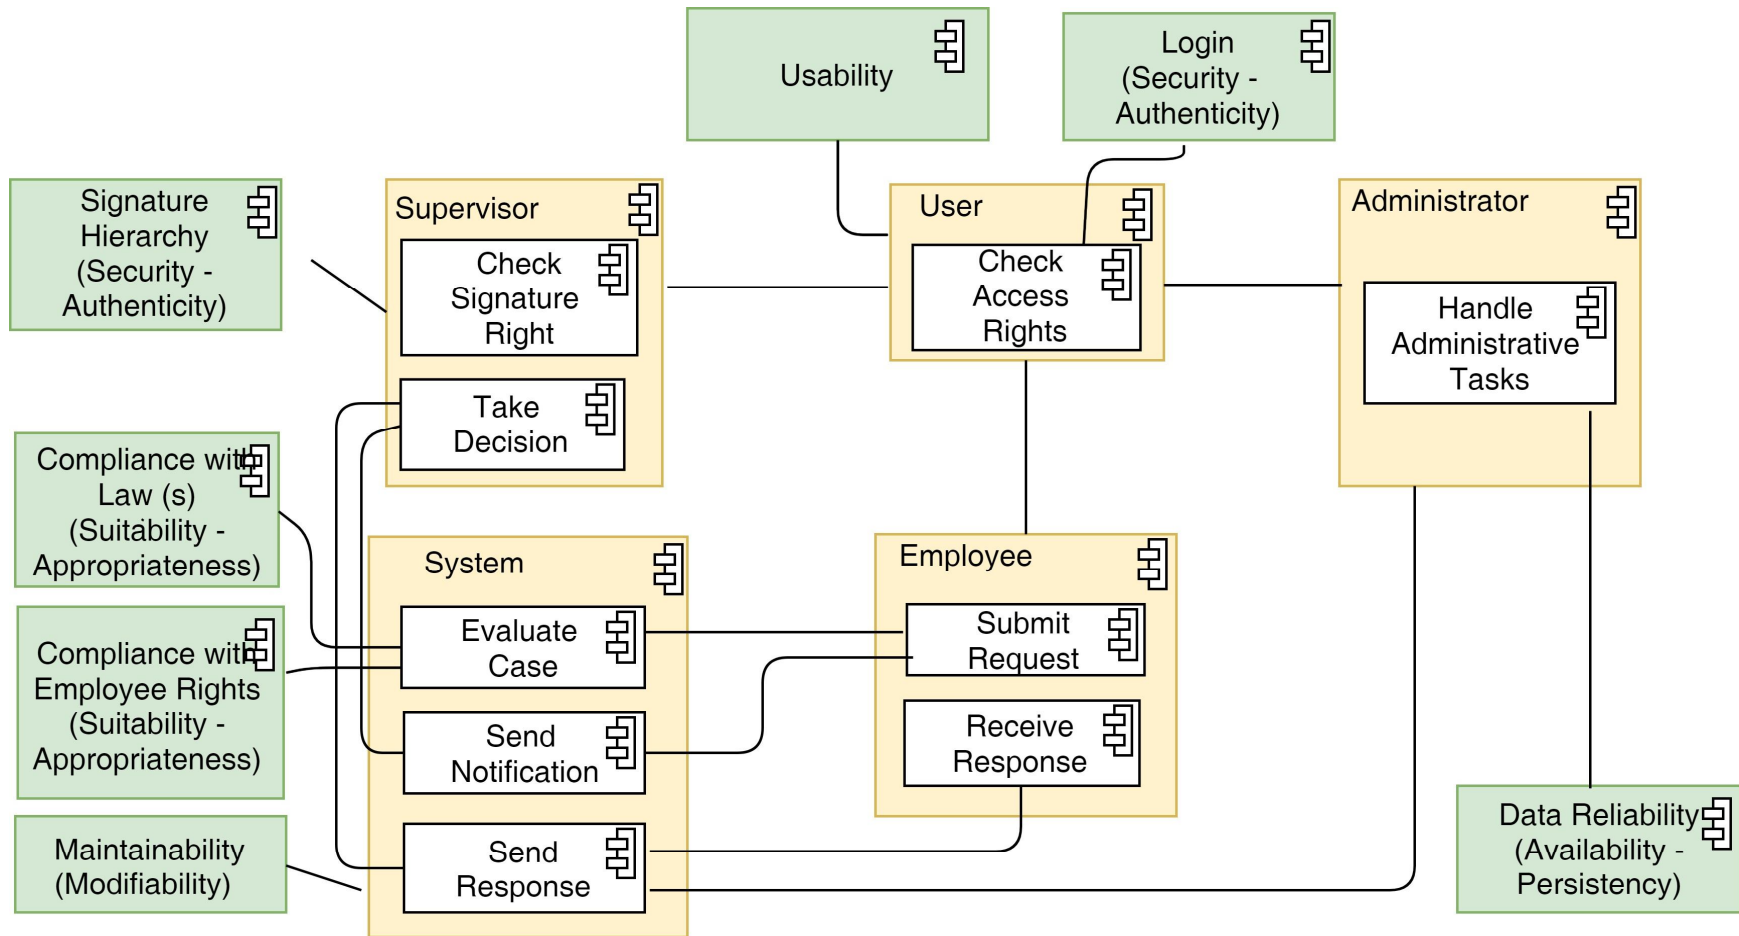 Usability
Login
(Security -
Authenticity)
Signature
Hierarchy
(Security -
Authenticity)
Supervisor
Check
Signature
Right
Take
Decision
User
Check
Access
Rights
Administrator
Handle
Administrative
Tasks
Compliance with
Law (s)
(Suitability -
Appropriateness)
Compliance with
Employee Rights
(Suitability -
Appropriateness)
Maintainability
(Modifiability)
System
Evaluate
Case
Send
Notification
Send
Response
Employee
Submit
Request
Receive
Response
Data Reliability
(Availability -
Persistency)